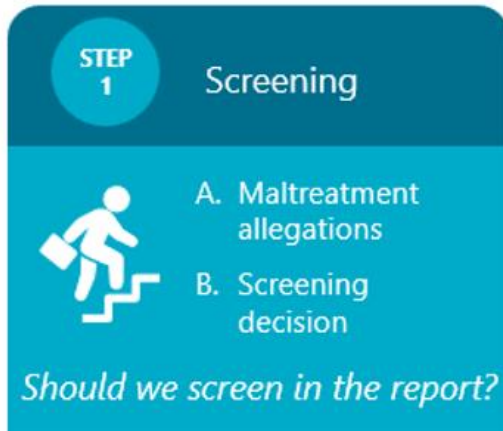 STEP
1
Screening
A. Maltreatment
allegations
B. Screening
decision
Should we screen in the report?